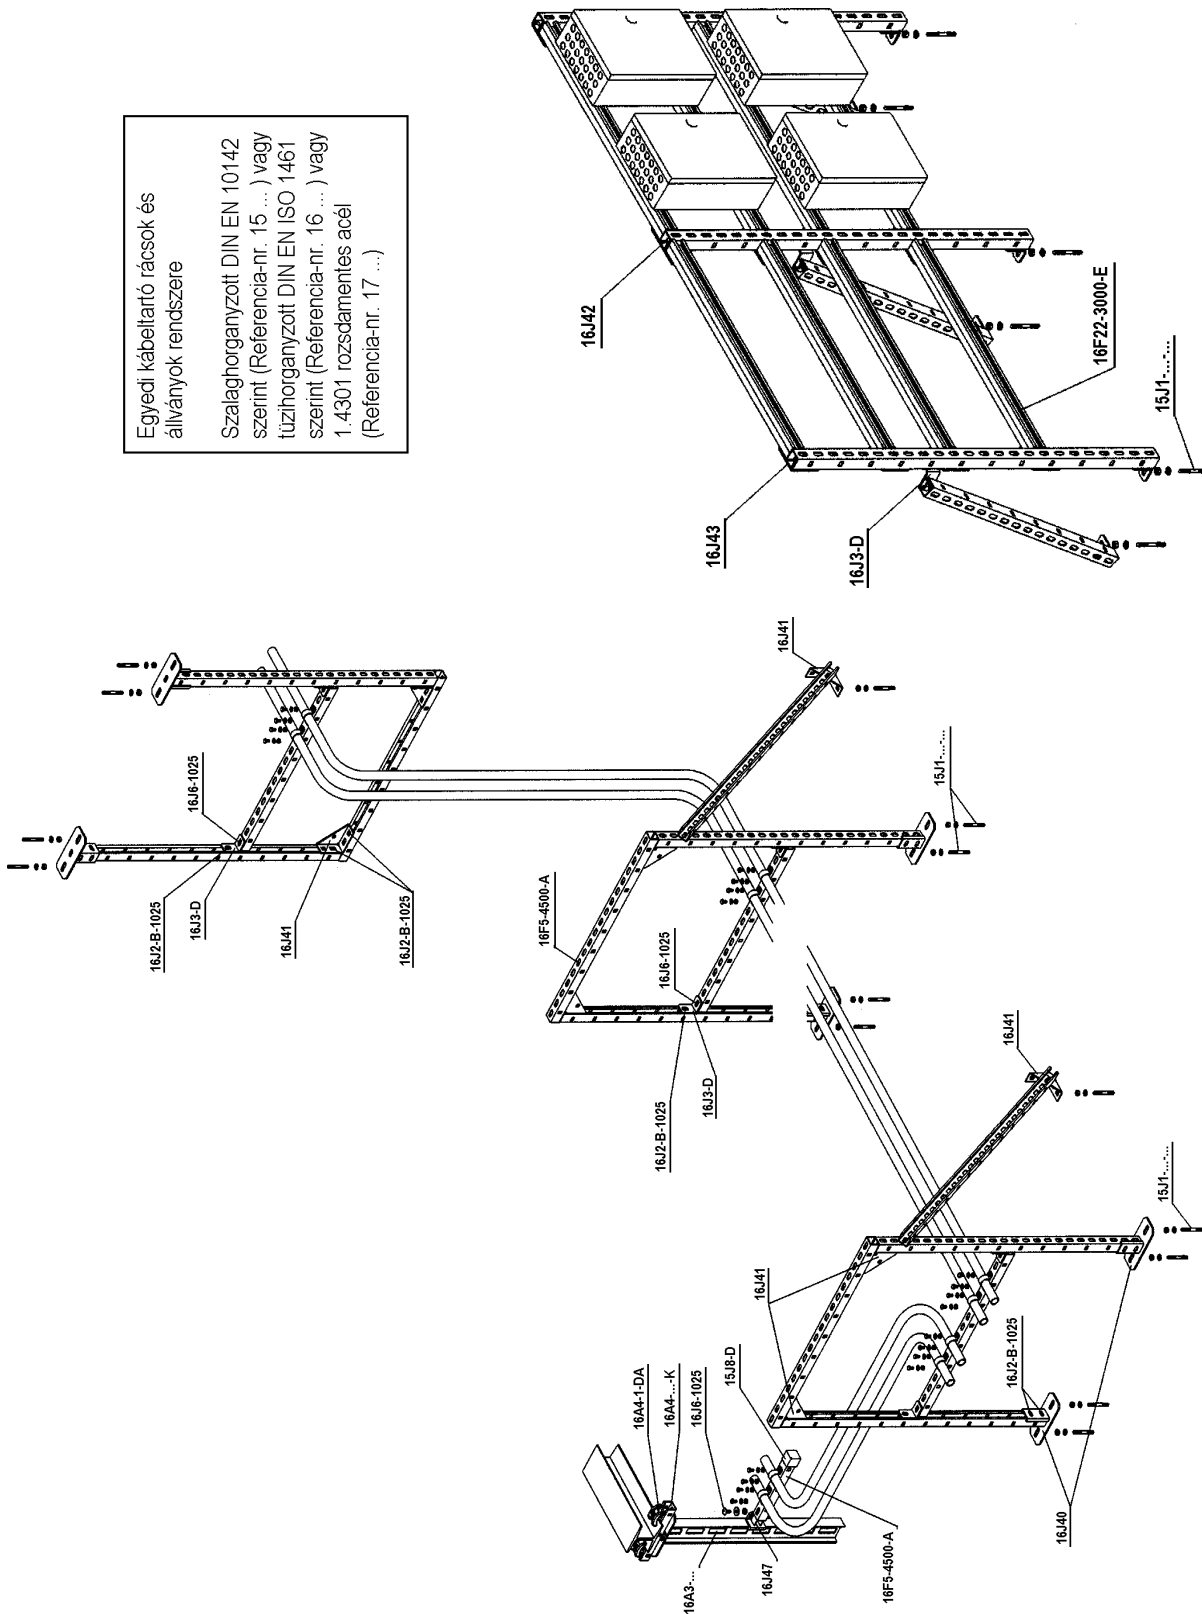 Egyedi kábeltartó rácsok és
állványok rendszere
Szalaghorganyzott DIN EN 10142
szerint (Referencia-nr. 15 ... ) vagy
tüzihorganyzott DIN EN ISO 1461
szerint (Referencia-nr. 16 ... ) vagy
1.4301 rozsdamentes acél
(Referencia-nr. 17 ...)
16J42
16J43
16J3-D
16F22-3000-E
15J1-...-...
16J6-1025
16J2-B-1025
16J3-D
16J41
16J2-B-1025
16J41
16F5-4500-A
15J1-...-...
16J6-1025
16J2-B-1025
16J3-D
16J41
16A4-1-DA
16A4-...-K
16J6-1025
15J8-D
16J41
16J2-B-1025
15J1-...-...
16A3-...
16J47
16F5-4500-A
16J40